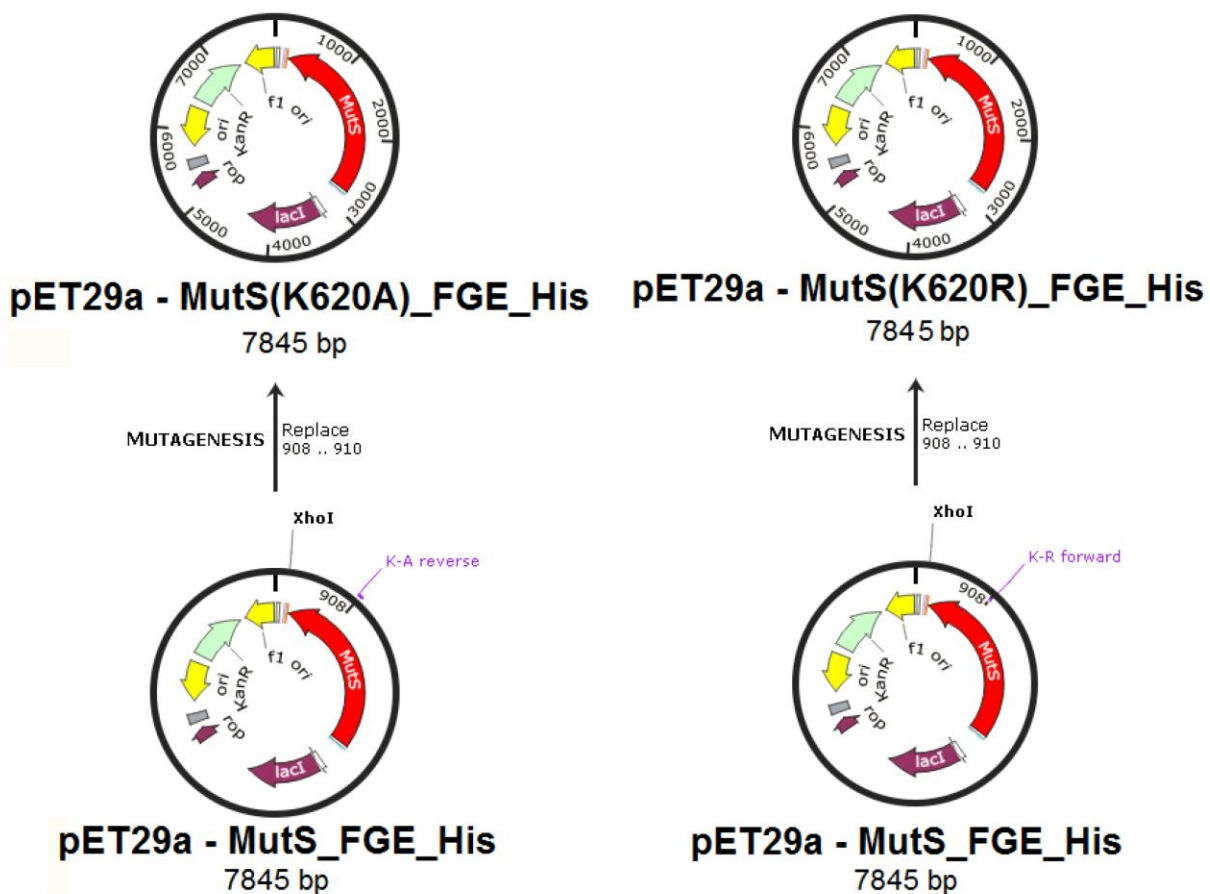 1000
2000
3000
4000
5000
6000
7000
MutS
lacI
rop
ori
KanR
f1 ori
pET29a - MutS(K620A)_FGE_His
7845 bp
1000
2000
3000
4000
5000
6000
7000
MutS
lacI
rop
ori
KanR
f1 ori
pET29a - MutS(K620R)_FGE_His
7845 bp
MUTAGENESIS
Replace
908 .. 910
MUTAGENESIS
Replace
908 .. 910
XhoI
K-A reverse
908
MutS
lacI
rop
ori
KanR
f1 ori
pET29a - MutS_FGE_His
7845 bp
XhoI
K-R forward
908
MutS
lacI
rop
ori
KanR
f1 ori
pET29a - MutS_FGE_His
7845 bp